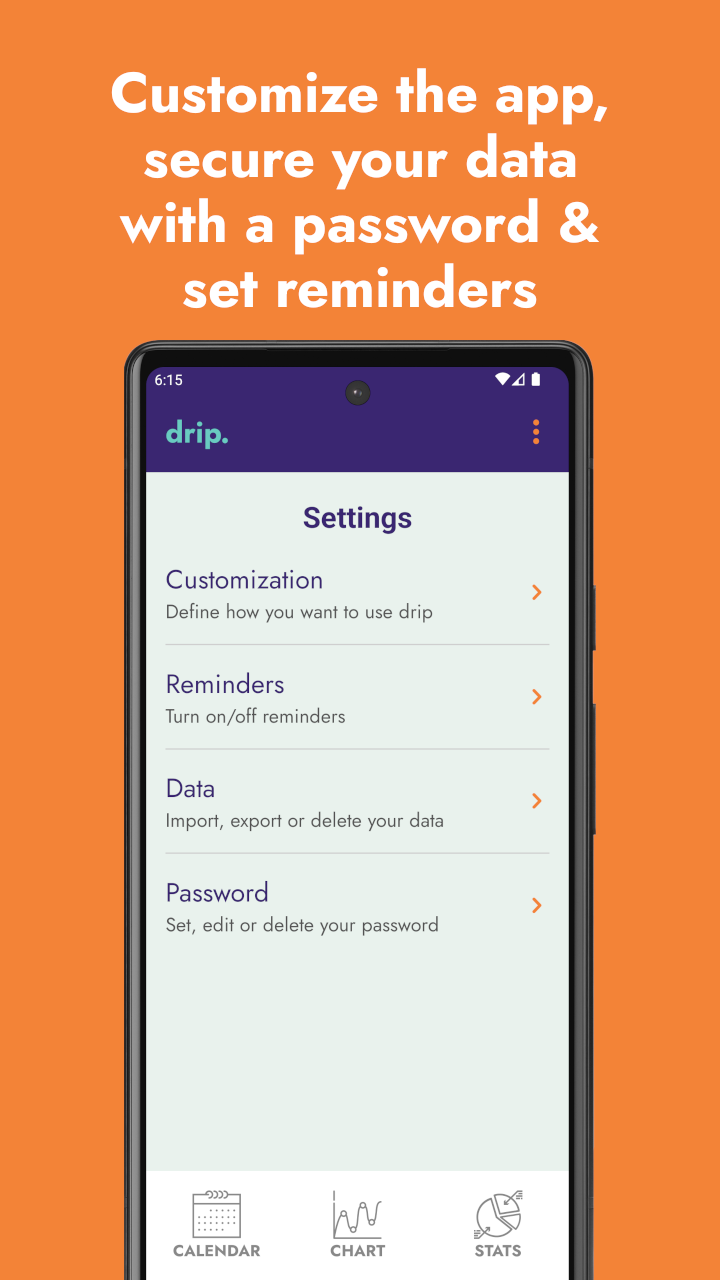 Customize the app,
secure your data
with a password &
set reminders
6:15
drip.
Settings
Customization
Define how you want to use drip
Reminders
Turn on/off reminders
Data
Import, export or delete your data
Password
Set, edit or delete your password
CALENDAR
CHART
STATS